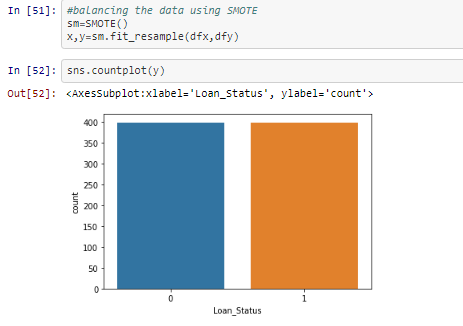 In [51]: #balancing the data using SMOTE
sm=SMOTE()
x,y=sm.fit_resample(dfx,dfy)
In [52]: sns.countplot(y)
Out[52]: <AxesSubplot:xlabel='Loan_Status', ylabel='count'>
400
350
300
250
200
150
100
50
0
count
0 1
Loan_Status